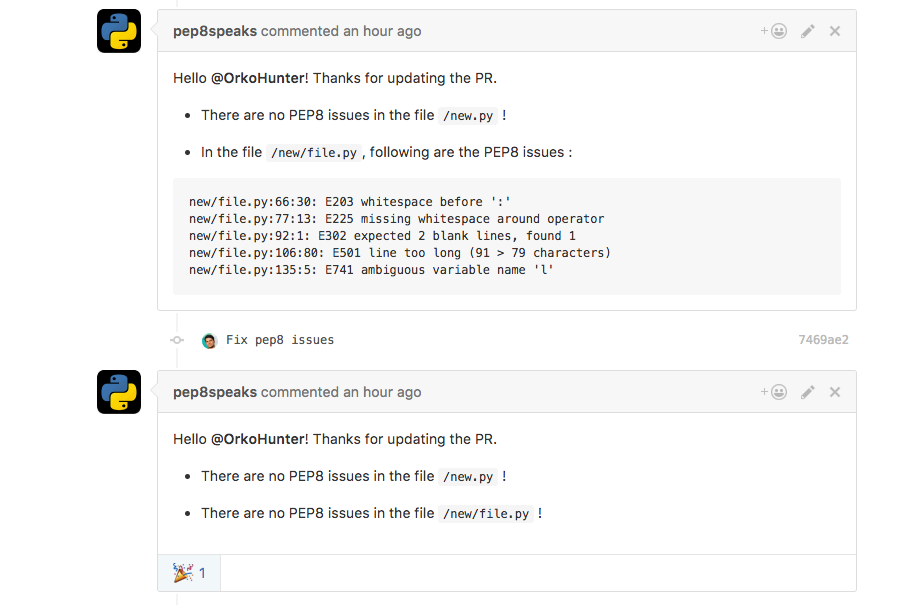 pep8speaks commented an hour ago
Hello @OrkoHunter! Thanks for updating the PR.
There are no PEP8 issues in the file /new.py !
In the file /new/file.py , following are the PEP8 issues :
new/file.py:66:30: E203 whitespace before ':'
new/file.py:77:13: E225 missing whitespace around operator
new/file.py:92:1: E302 expected 2 blank lines, found 1
new/file.py:106:80: E501 line too long (91 > 79 characters)
new/file.py:135:5: E741 ambiguous variable name 'l'
Fix pep8 issues 7469ae2
pep8speaks commented an hour ago
Hello @OrkoHunter! Thanks for updating the PR.
There are no PEP8 issues in the file /new.py !
There are no PEP8 issues in the file /new/file.py !
1